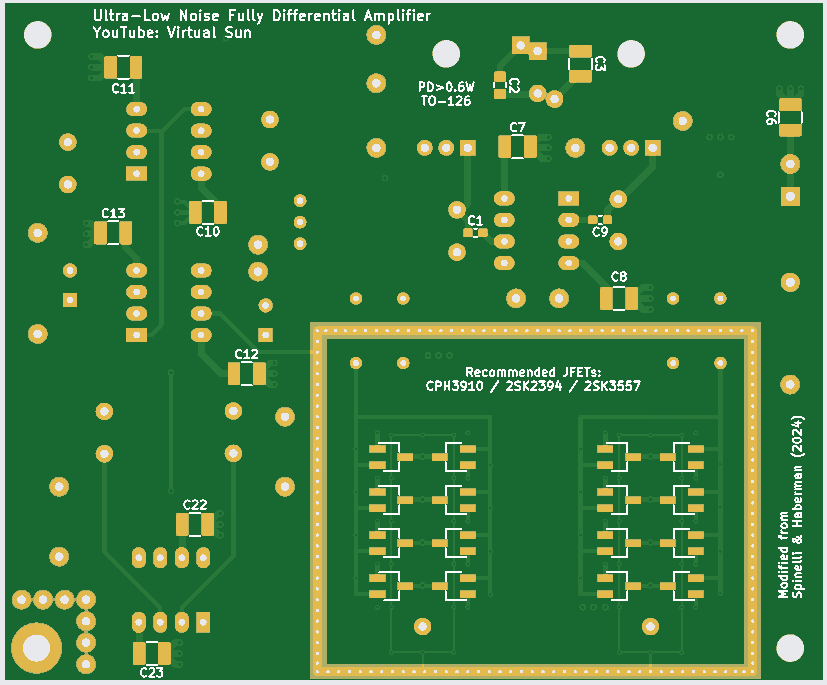 Ultra-Low Noise Fully Differential Amplifier
YouTube: Virtual Sun
C3
C11
PD>0.6W
TO-126
C2
C6
C7
C13
C10
C1
C9
C8
C12
Recommended JFETs:
CPH3910 / 2SK2394 / 2SK3557
C22
Modified from
Spinelli & Haberman (2024)
C23